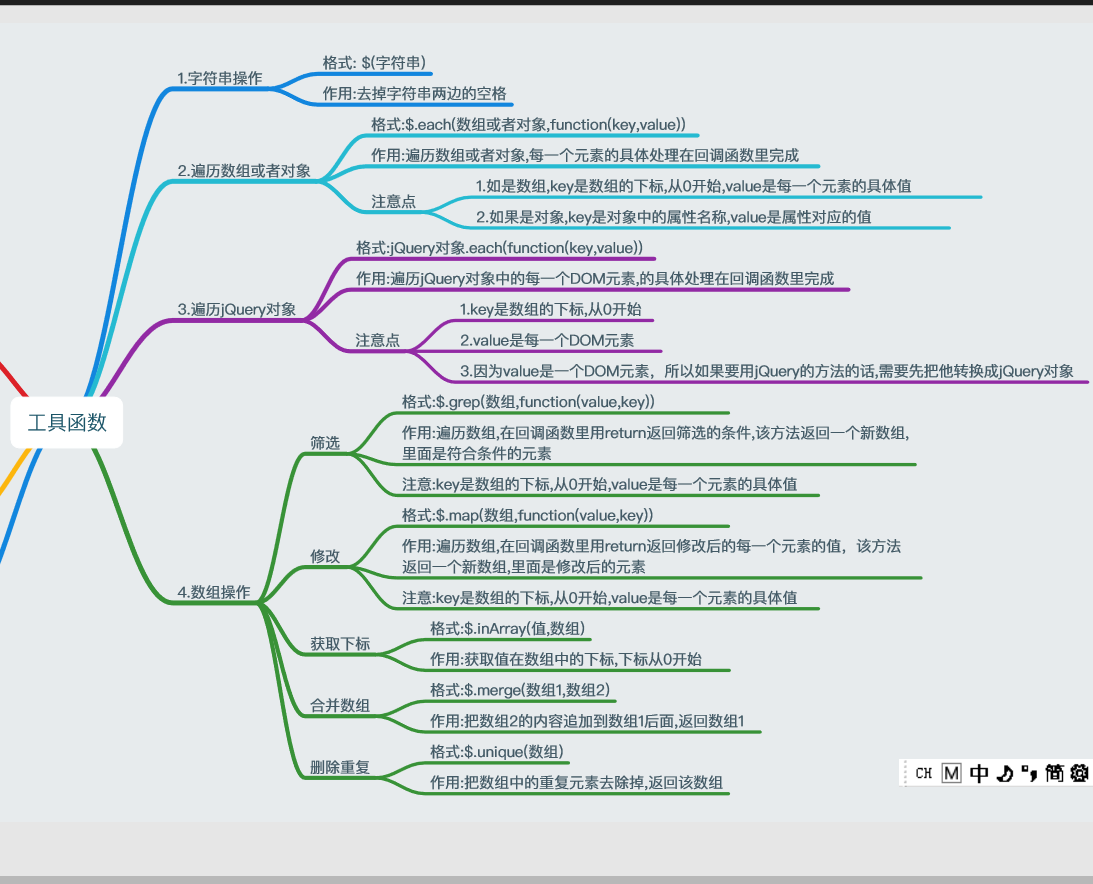 工具函数
1.字符串操作
格式: $(字符串)
作用:去掉字符串两边的空格
2.遍历数组或者对象
格式:$.each(数组或者对象,function(key,value))
作用:遍历数组或者对象,每一个元素的具体处理在回调函数里完成
注意点
1.如是数组,key是数组的下标,从0开始,value是每一个元素的具体值
2.如果是对象,key是对象中的属性名称,value是属性对应的值
3.遍历jQuery对象
格式:jQuery对象.each(function(key,value))
作用:遍历jQuery对象中的每一个DOM元素,的具体处理在回调函数里完成
注意点
1.key是数组的下标,从0开始
2.value是每一个DOM元素
3.因为value是一个DOM元素，所以如果要用jQuery的方法的话,需要先把他转换成jQuery对象
4.数组操作
筛选
格式:$.grep(数组,function(value,key))
作用:遍历数组,在回调函数里用return返回筛选的条件,该方法返回一个新数组,
里面是符合条件的元素
注意:key是数组的下标,从0开始,value是每一个元素的具体值
修改
格式:$.map(数组,function(value,key))
作用:遍历数组,在回调函数里用return返回修改后的每一个元素的值，该方法
返回一个新数组,里面是修改后的元素
注意:key是数组的下标,从0开始,value是每一个元素的具体值
获取下标
格式:$.inArray(值,数组)
作用:获取值在数组中的下标,下标从0开始
合并数组
格式:$.merge(数组1,数组2)
作用:把数组2的内容追加到数组1后面,返回数组1
删除重复
格式:$.unique(数组)
作用:把数组中的重复元素去除掉,返回该数组
CH M 中 简